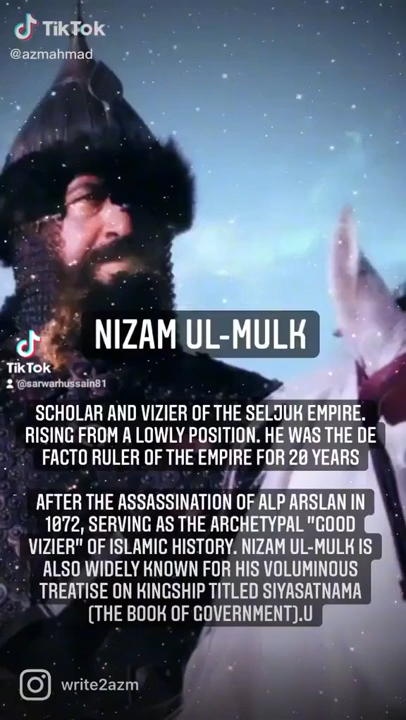 TikTok
@azmahmad
NIZAM UL-MULK
TikTok
@sarwarhussain81
SCHOLAR AND VIZIER OF THE SELJUK EMPIRE.
RISING FROM A LOWLY POSITION. HE WAS THE DE
FACTO RULER OF THE EMPIRE FOR 20 YEARS
AFTER THE ASSASSINATION OF ALP ARSLAN IN
1072, SERVING AS THE ARCHETYPAL "GOOD
VIZIER" OF ISLAMIC HISTORY. NIZAM UL-MULK IS
ALSO WIDELY KNOWN FOR HIS VOLUMINOUS
TREATISE ON KINGSHIP TITLED SIYASATNAMA
(THE BOOK OF GOVERNMENT).U
write2azm